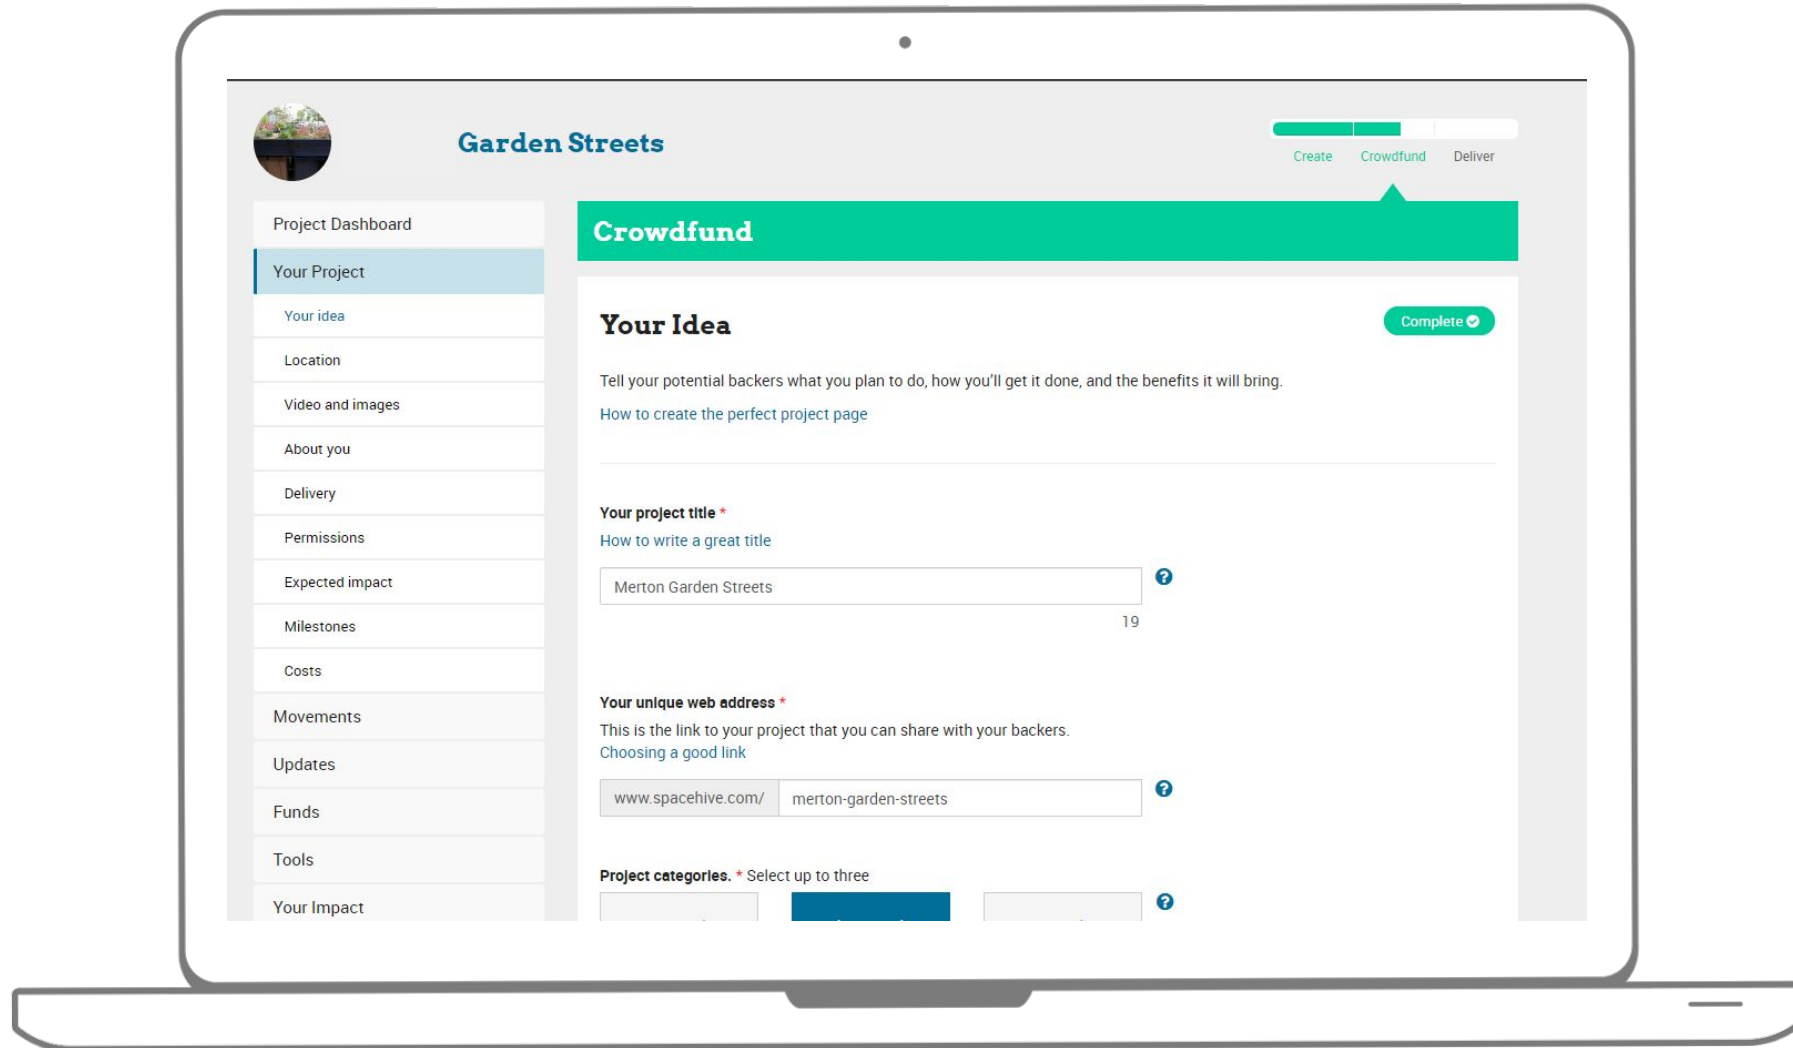 Garden Streets
Create Crowdfund Deliver
Project Dashboard
Your Project
Your idea
Location
Video and images
About you
Delivery
Permissions
Expected impact
Milestones
Costs
Movements
Updates
Funds
Tools
Your Impact
Crowdfund
Your Idea
Complete
Tell your potential backers what you plan to do, how you'll get it done, and the benefits it will bring.
How to create the perfect project page
Your project title *
How to write a great title
Merton Garden Streets
?
19
Your unique web address *
This is the link to your project that you can share with your backers.
Choosing a good link
www.spacehive.com/ merton-garden-streets
?
Project categories. * Select up to three
?